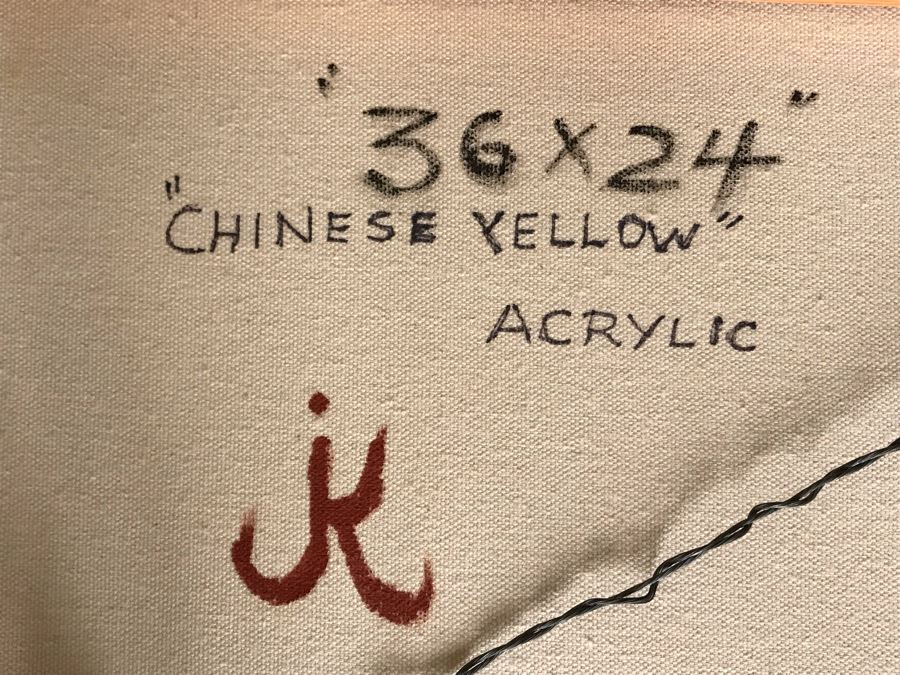 "36X24"
"CHINESE YELLOW"
ACRYLIC
jK